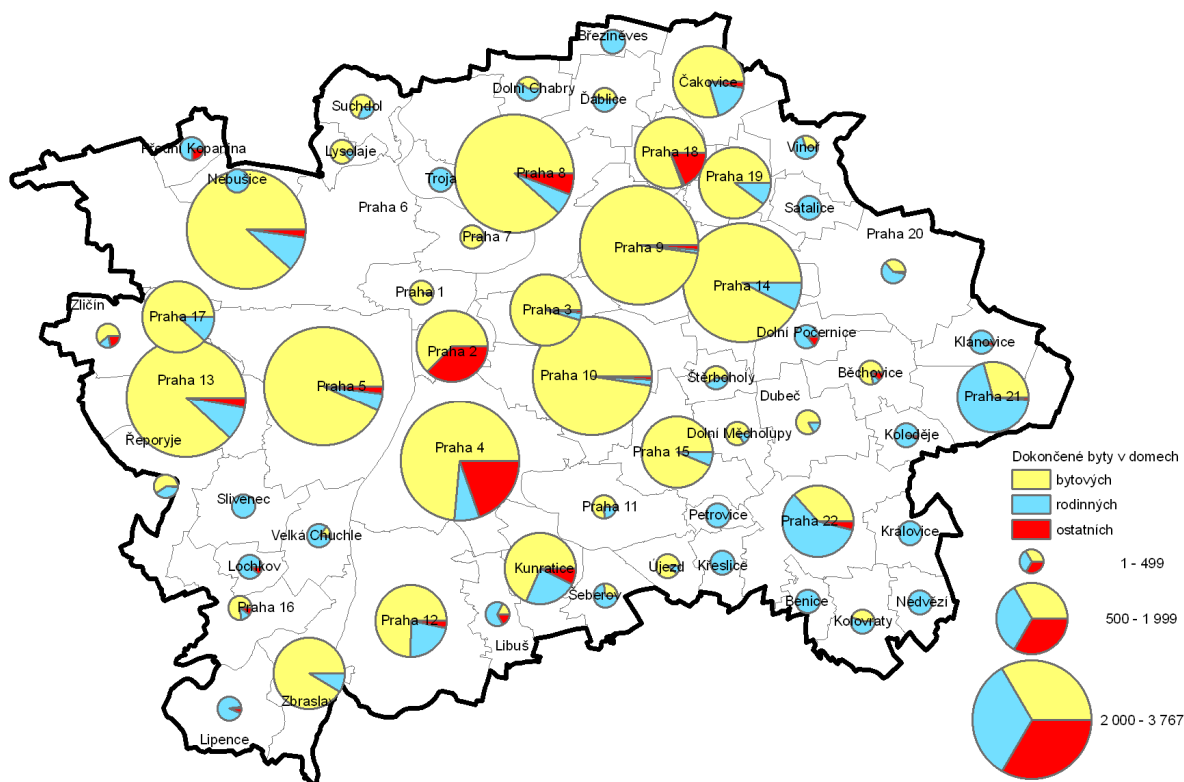 Březiněves
Čakovice
Dolní Chabry
Ďáblice
Suchdol
Přední Kopanina
Lysolaje
Praha 18
Vinoř
Nebušice
Troja
Praha 8
Praha 19
Praha 6
Satalice
Praha 7
Praha 9
Praha 20
Praha 14
Praha 1
Zličín
Praha 17
Praha 3
Dolní Počernice
Klánovice
Praha 2
Praha 13
Praha 5
Praha 10
Štěrboholy
Běchovice
Dubeč
Praha 21
Řeporyje
Praha 4
Dolní Měcholupy
Koloděje
Praha 15
Dokončené byty v domech
bytových
rodinných
ostatních
Slivenec
Praha 11
Petrovice
Praha 22
Královice
Velká Chuchle
Lochkov
Kunratice
Újezd
Křeslice
1 - 499
Šeberov
Praha 16
Praha 12
Libuš
Benice
Nedvězí
Kolovraty
500 - 1 999
Zbraslav
Lipence
2 000 - 3 767